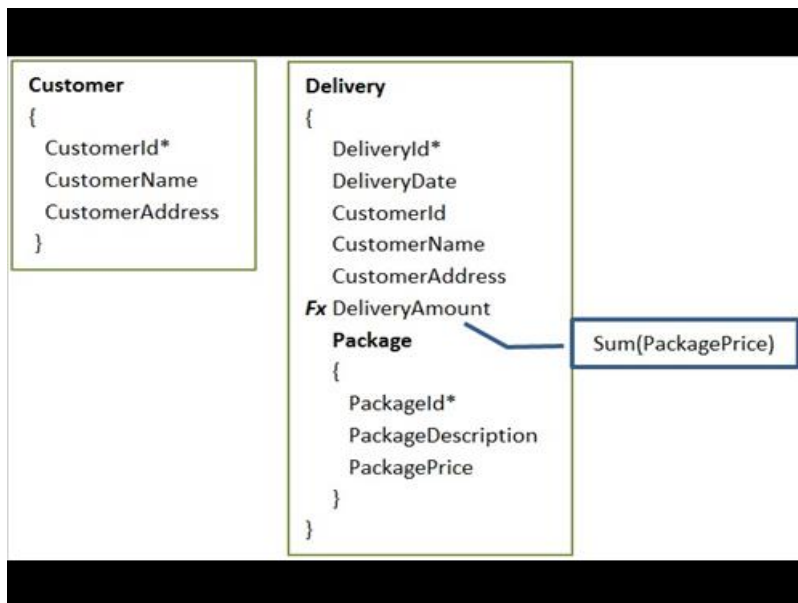 Customer
{
CustomerId*
CustomerName
CustomerAddress
}
Delivery
{
DeliveryId*
DeliveryDate
CustomerId
CustomerName
CustomerAddress
Fx DeliveryAmount
Sum(PackagePrice)
Package
{
PackageId*
PackageDescription
PackagePrice
}
}